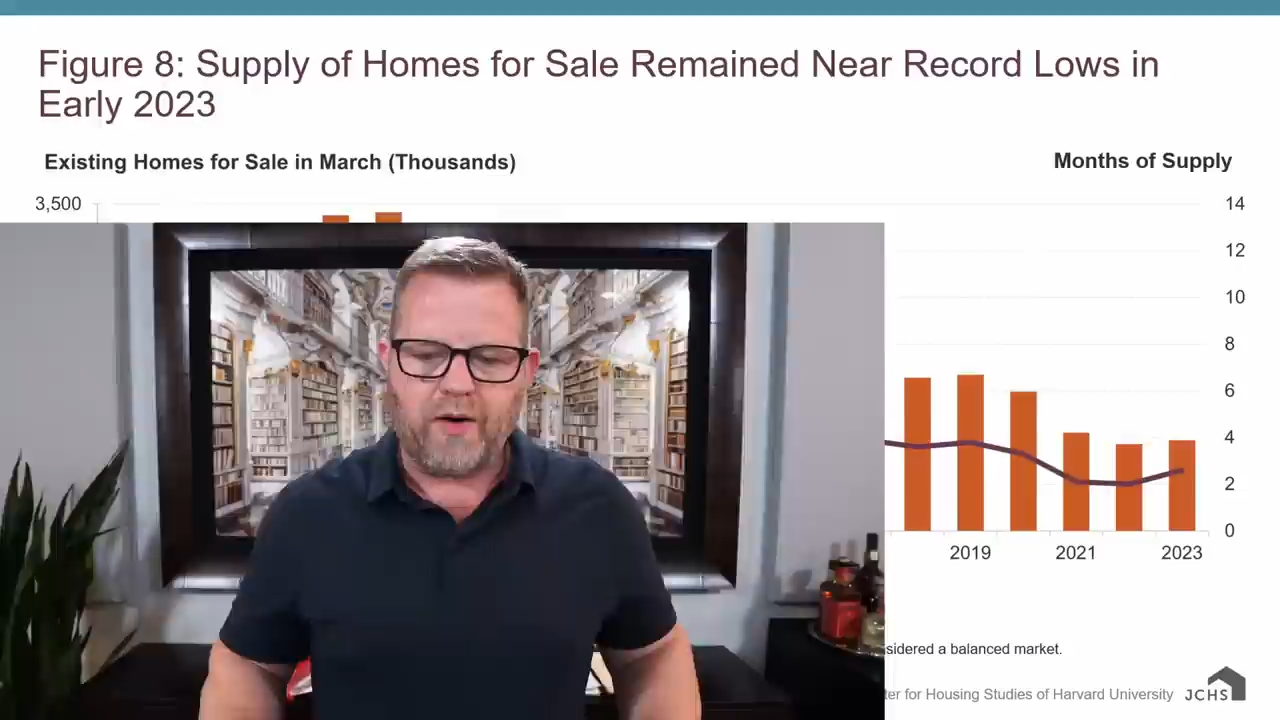 Figure 8: Supply of Homes for Sale Remained Near Record Lows in
Early 2023
Existing Homes for Sale in March (Thousands)
Months of Supply
3,500
14
12
10
8
6
4
2
0
2019
2021
2023
a balanced market.
for Housing Studies of Harvard University
JCHS